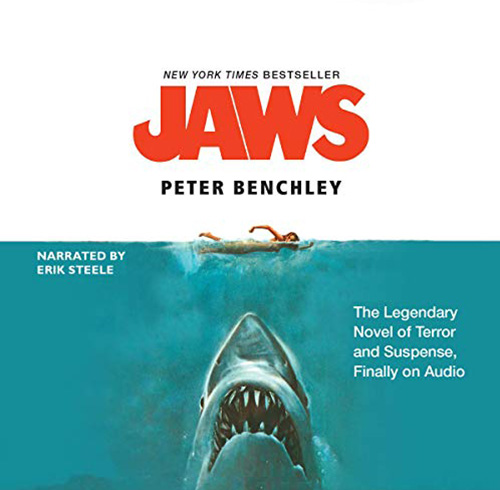 NEW YORK TIMES BESTSELLER
JAWS
PETER BENCHLEY
NARRATED BY
ERIK STEELE
The Legendary
Novel of Terror
and Suspense,
Finally on Audio